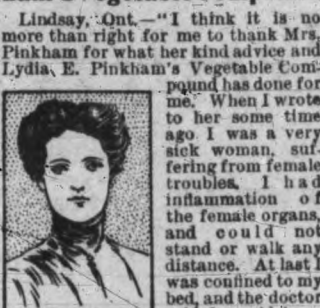 Lindsay, Ont.—"I think it is no
more than right for me to thank Mrs.
Pinkham for what her kind advice and
Lydia E. Pinkham's Vegetable Com-
pound has done for
me. When I wrote
to her some time
ago I was a very
sick woman, suf-
fering from female
troubles. I had
inflammation of
the female organs,
and could not
stand or walk any
distance. At last I
was confined to my
bed, and the docto